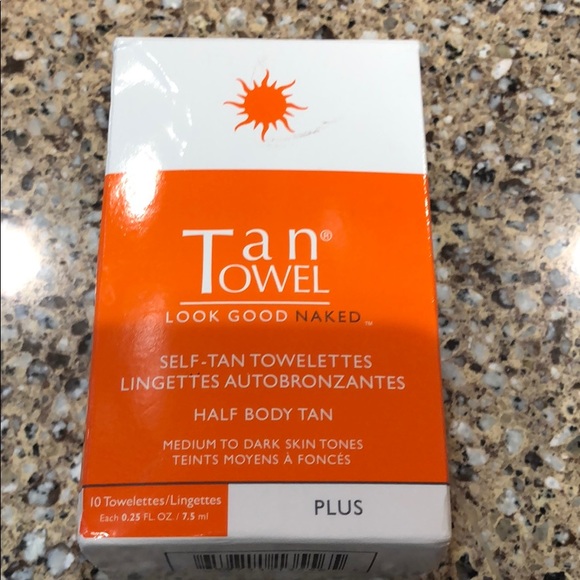 Tan®
TOWEL
LOOK GOOD NAKED™
SELF-TAN TOWELETTES
LINGETTES AUTOBRONZANTES
HALF BODY TAN
MEDIUM TO DARK SKIN TONES
TEINTS MOYENS À FONCÉS
10 Towelettes/Lingettes
Each 0.25 FL. OZ. / 7.5 ml
PLUS